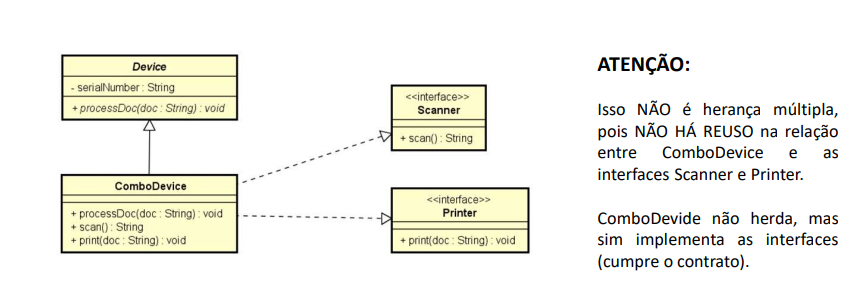 Device
- serialNumber : String
+ processDoc(doc : String) : void
<<interface>>
Scanner
+ scan() : String
ComboDevice
+ processDoc(doc : String) : void
+ scan() : String
+ print(doc : String) : void
<<interface>>
Printer
+ print(doc : String) : void
ATENÇÃO:
Isso NÃO é herança múltipla,
pois NÃO HÁ REUSO na relação
entre ComboDevice e as
interfaces Scanner e Printer.
ComboDevide não herda, mas
sim implementa as interfaces
(cumpre o contrato).